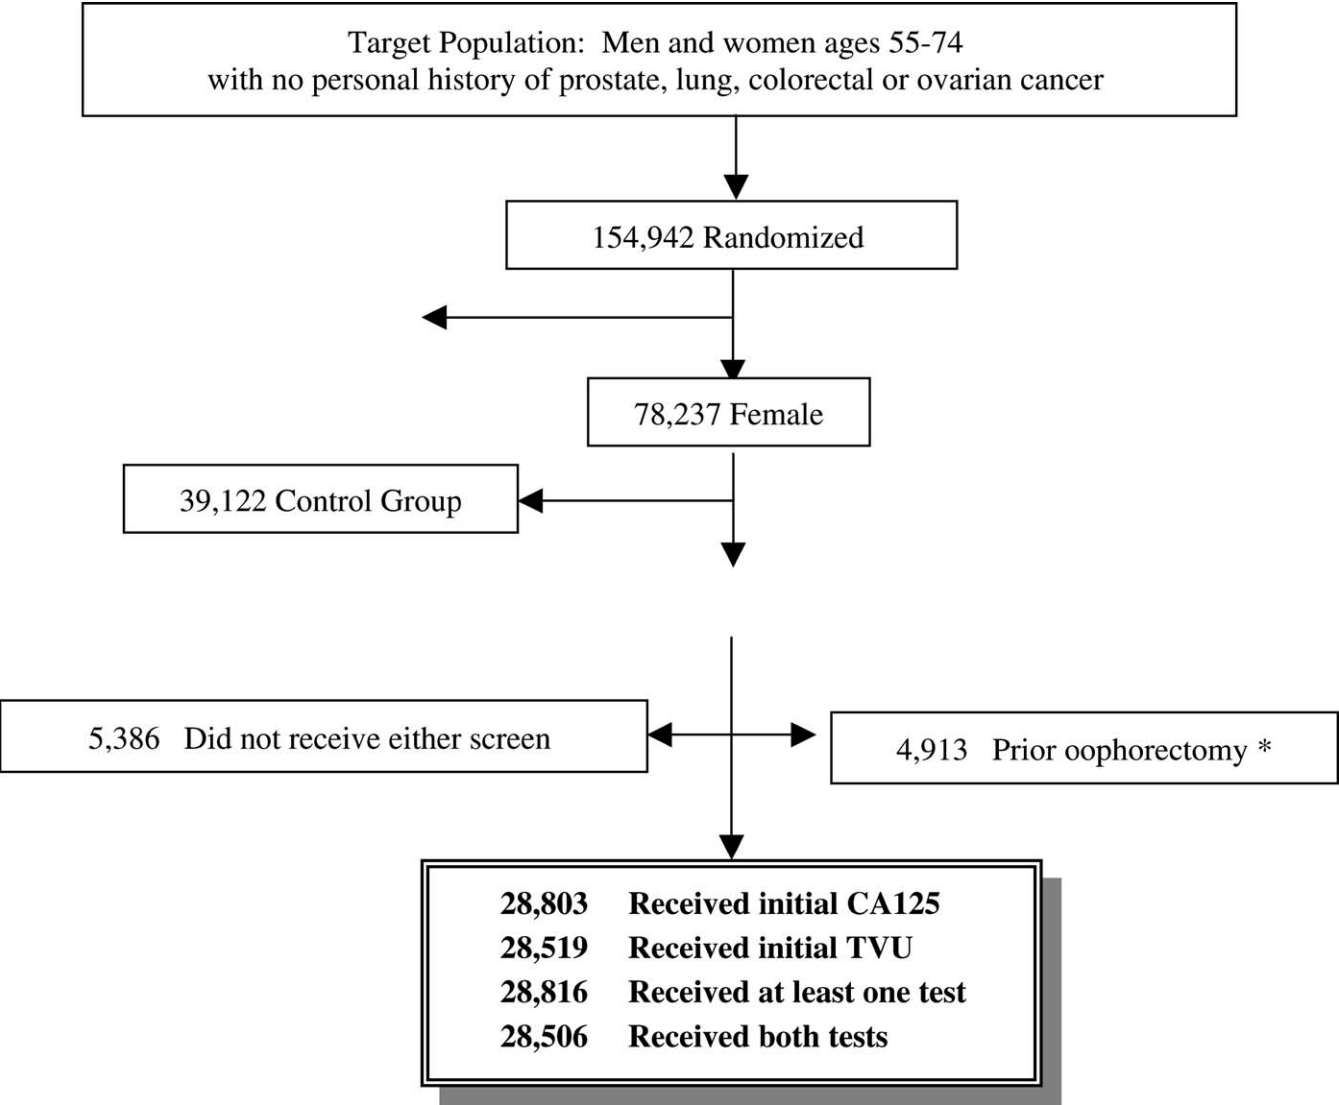 Target Population: Men and women ages 55-74
with no personal history of prostate, lung, colorectal or ovarian cancer
154,942 Randomized
78,237 Female
39,122 Control Group
5,386 Did not receive either screen
4,913 Prior oophorectomy *
28,803 Received initial CA125
28,519 Received initial TVU
28,816 Received at least one test
28,506 Received both tests